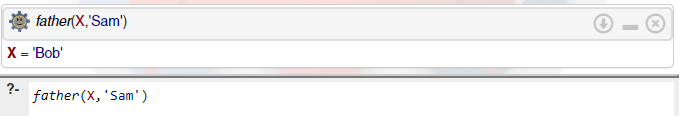 father(X,'Sam')
X = 'Bob'
?- father(X,'Sam')